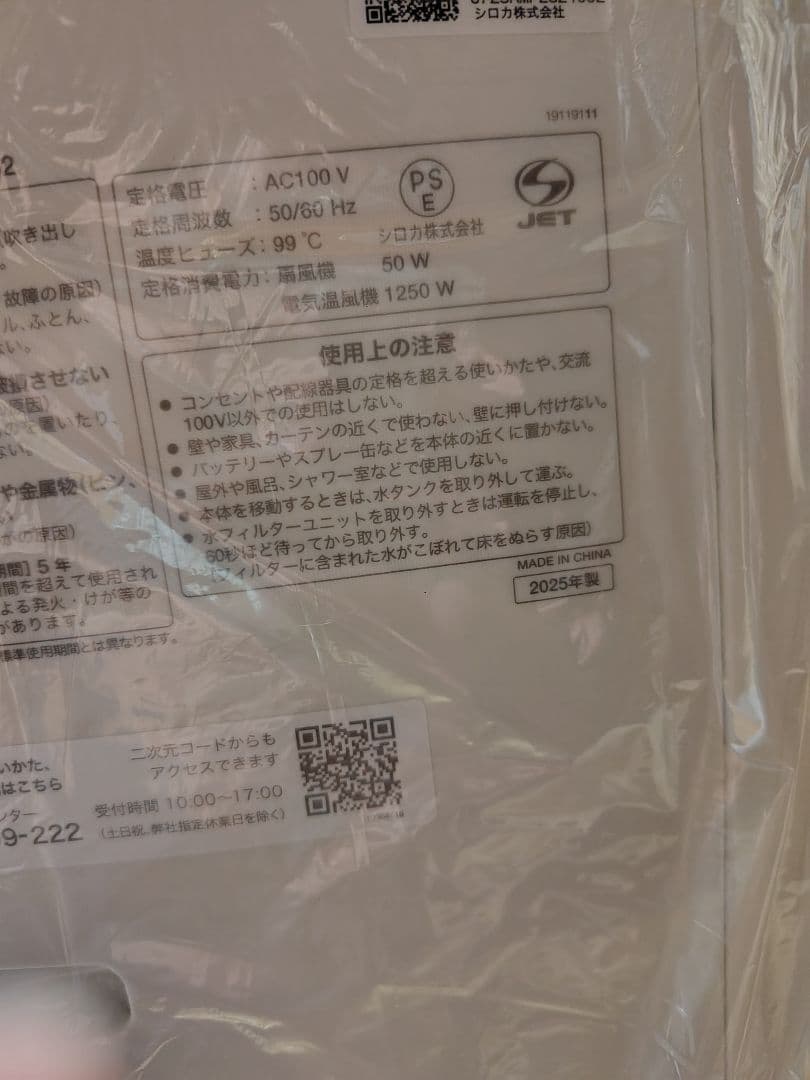 シロカ株式会社
19119111
2
吹き出し
定格電圧 : AC100 V
定格周波数 : 50/60 Hz
温度ヒューズ : 99 ℃
定格消費電力 : 扇風機 50 W
電気温風機 1250 W
PS
E
シロカ株式会社
JET
故障の原因)
ル、ふとん、
ない。
破損させない
の原因)
ものを置いたり、
ない。
や金属物(ピン、
がの原因)
期間] 5 年
間を超えて使用され
よる発火・けが等の
があります。
標準使用期間とは異なります。
使用上の注意
● コンセントや配線器具の定格を超える使いかたや、交流
100V以外での使用はしない。
● 壁や家具、カーテンの近くで使わない、壁に押し付けない。
● バッテリーやスプレー缶などを本体の近くに置かない。
● 屋外や風呂、シャワー室などで使用しない。
● 本体を移動するときは、水タンクを取り外して運ぶ。
● 水フィルターユニットを取り外すときは運転を停止し、
60秒ほど待ってから取り外す。
(フィルターに含まれた水がこぼれて床をぬらす原因)
MADE IN CHINA
2025年製
いかた、
はこちら
ンター
9-222
二次元コードからも
アクセスできます
受付時間 10:00～17:00
(土日祝、弊社指定休業日を除く)